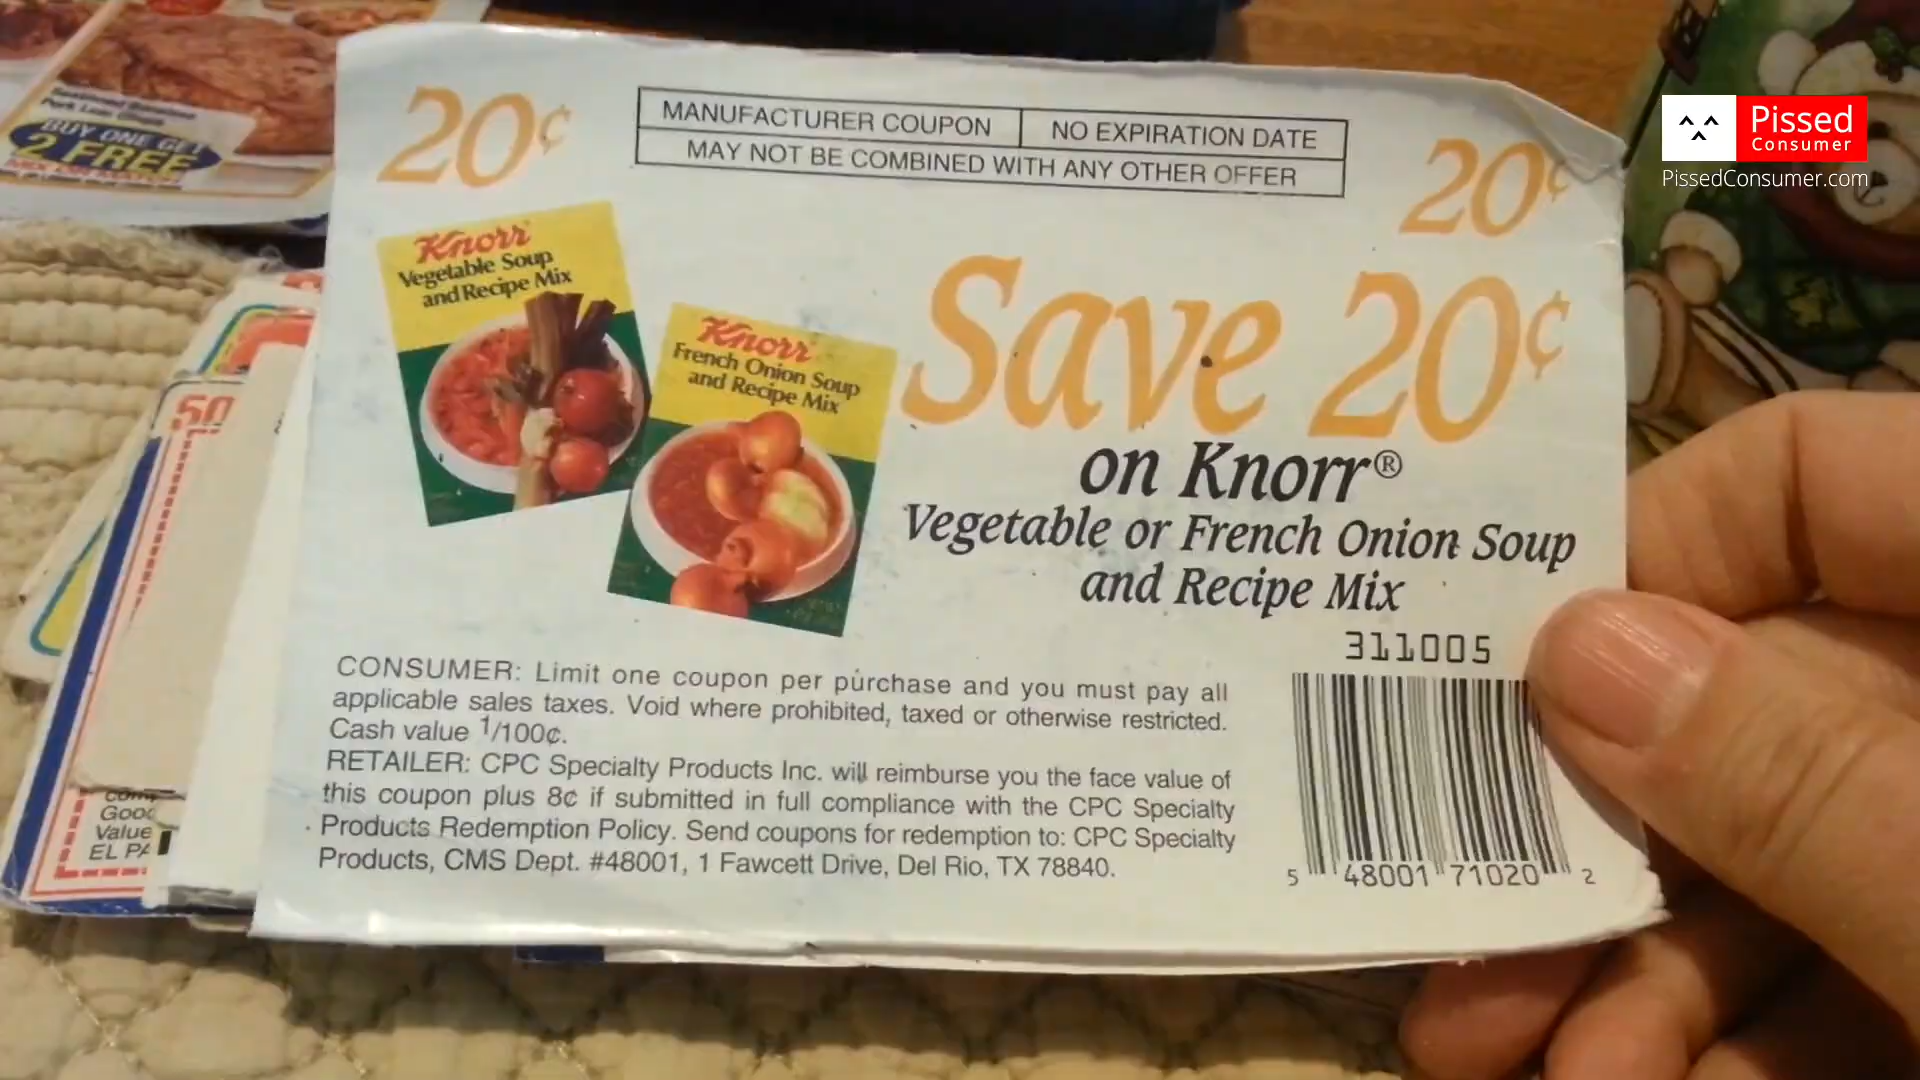 Pork Loin Chops
BUY ONE GET
2 FREE
Pissed
Consumer
PissedConsumer.com
20¢
MANUFACTURER COUPON
NO EXPIRATION DATE
MAY NOT BE COMBINED WITH ANY OTHER OFFER
20¢
Knorr
Vegetable Soup
and Recipe Mix
Knorr
French Onion Soup
and Recipe Mix
Save 20¢
on Knorr®
Vegetable or French Onion Soup
and Recipe Mix
311005
50
CONSUMER: Limit one coupon per purchase and you must pay all
applicable sales taxes. Void where prohibited, taxed or otherwise restricted.
Cash value 1/100¢.
RETAILER: CPC Specialty Products Inc. will reimburse you the face value of
this coupon plus 8¢ if submitted in full compliance with the CPC Specialty
Products Redemption Policy. Send coupons for redemption to: CPC Specialty
Products, CMS Dept. #48001, 1 Fawcett Drive, Del Rio, TX 78840.
5 48001 71020 2
Good
Value
EL PA